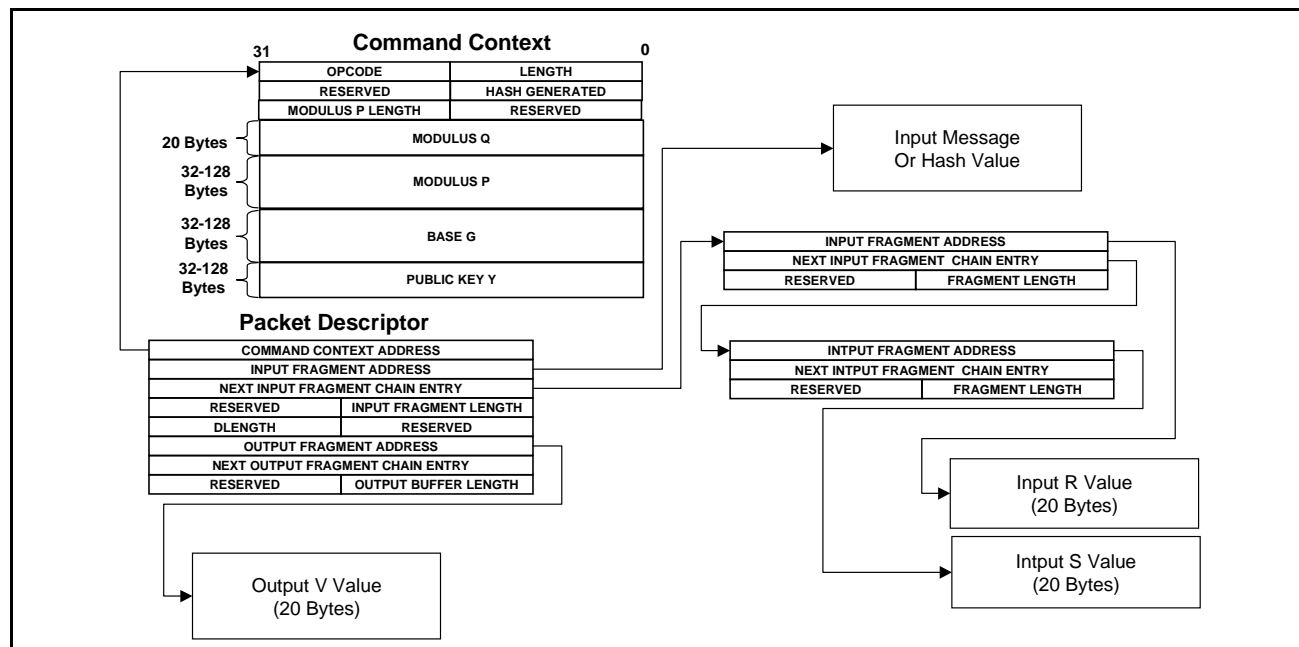 Command Context
31
0
OPCODE LENGTH
RESERVED HASH GENERATED
MODULUS P LENGTH RESERVED
20 Bytes
MODULUS Q
32-128
Bytes
MODULUS P
32-128
Bytes
BASE G
32-128
Bytes
PUBLIC KEY Y
Packet Descriptor
COMMAND CONTEXT ADDRESS
INPUT FRAGMENT ADDRESS
NEXT INPUT FRAGMENT CHAIN ENTRY
RESERVED INPUT FRAGMENT LENGTH
DLENGTH RESERVED
OUTPUT FRAGMENT ADDRESS
NEXT OUTPUT FRAGMENT CHAIN ENTRY
RESERVED OUTPUT BUFFER LENGTH
Output V Value
(20 Bytes)
Input Message
Or Hash Value
INPUT FRAGMENT ADDRESS
NEXT INPUT FRAGMENT CHAIN ENTRY
RESERVED FRAGMENT LENGTH
INTPUT FRAGMENT ADDRESS
NEXT INTPUT FRAGMENT CHAIN ENTRY
RESERVED FRAGMENT LENGTH
Input R Value
(20 Bytes)
Intput S Value
(20 Bytes)